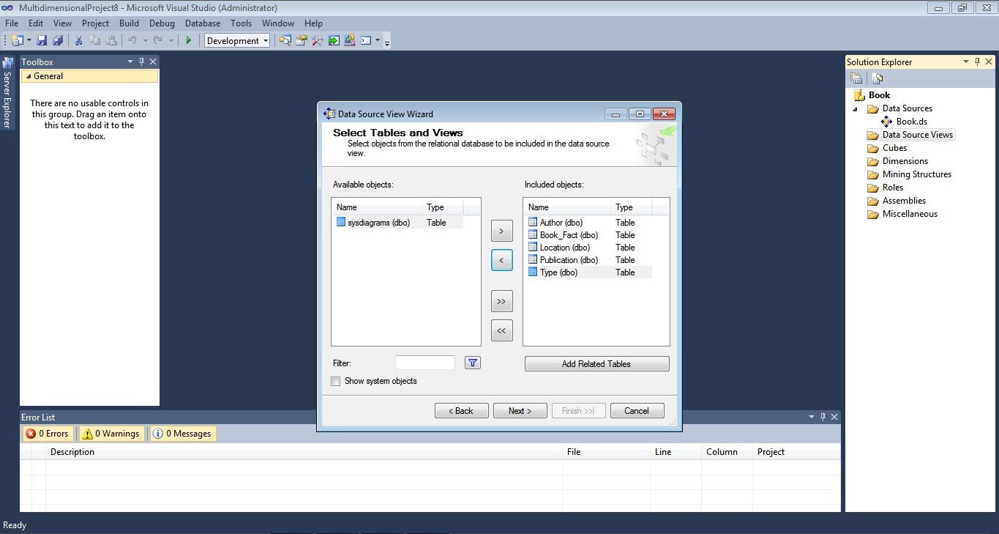 MultidimensionalProject8 - Microsoft Visual Studio (Administrator)
File Edit View Project Build Debug Database Tools Window Help
Development
Server Explorer
Toolbox
General
There are no usable controls in
this group. Drag an item onto
this text to add it to the
toolbox.
Data Source View Wizard
Select Tables and Views
Select objects from the relational database to be included in the data source
view.
Available objects:
Name Type
sysdiagrams (dbo) Table
>
<
>>
<<
Included objects:
Name Type
Author (dbo) Table
Book_Fact (dbo) Table
Location (dbo) Table
Publication (dbo) Table
Type (dbo) Table
Filter:
Add Related Tables
Show system objects
< Back Next > Finish >>| Cancel
Solution Explorer
Book
Data Sources
Book.ds
Data Source Views
Cubes
Dimensions
Mining Structures
Roles
Assemblies
Miscellaneous
Error List
0 Errors 0 Warnings 0 Messages
Description File Line Column Project
Ready